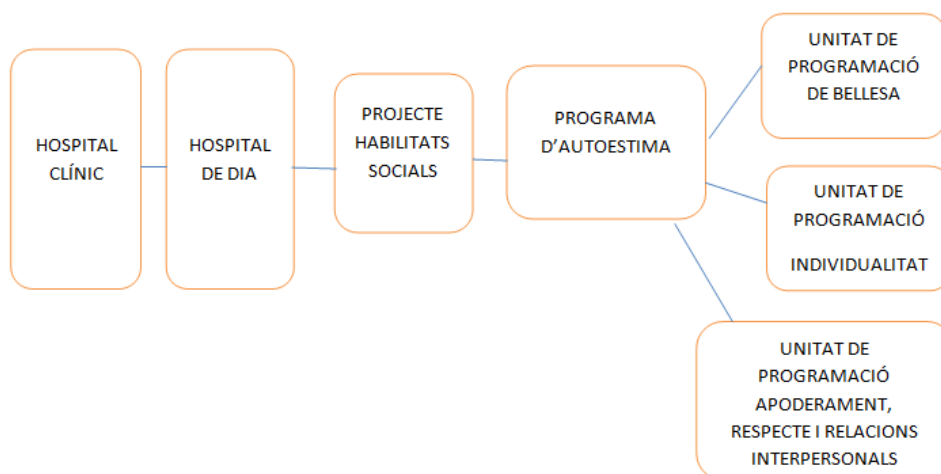 HOSPITAL
CLÍNIC
HOSPITAL
DE DIA
PROJECTE
HABILITATS
SOCIALS
PROGRAMA
D’AUTOESTIMA
UNITAT DE
PROGRAMACIÓ
DE BELLESA
UNITAT DE
PROGRAMACIÓ
INDIVIDUALITAT
UNITAT DE
PROGRAMACIÓ
APODERAMENT,
RESPECTE I RELACIONS
INTERPERSONALS